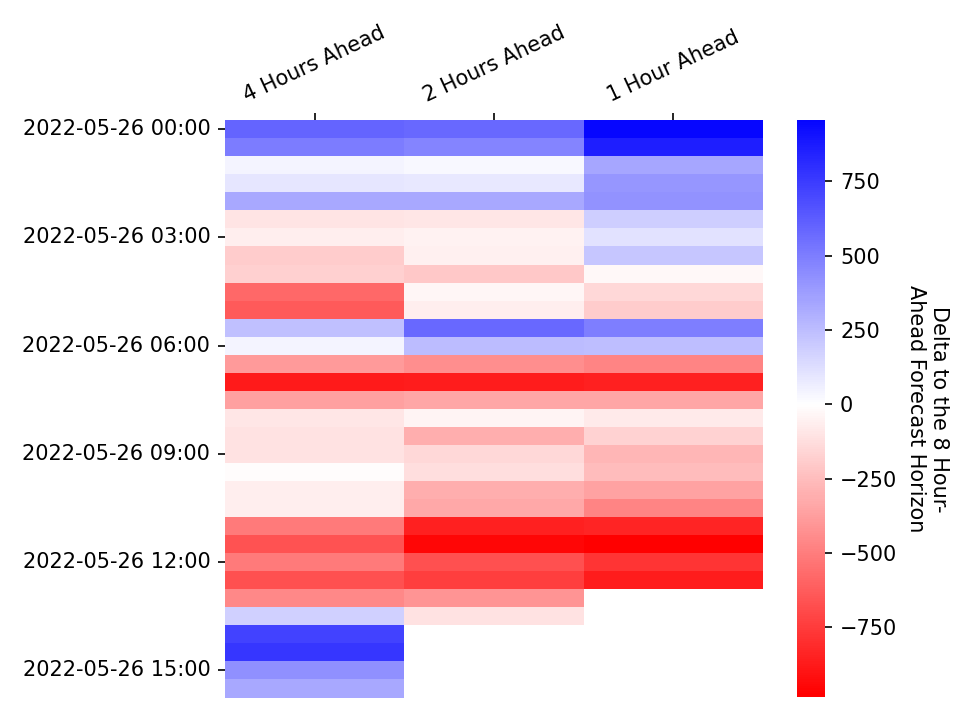 4 Hours Ahead
2 Hours Ahead
1 Hour Ahead
2022-05-26 00:00
2022-05-26 03:00
2022-05-26 06:00
2022-05-26 09:00
2022-05-26 12:00
2022-05-26 15:00
750
500
250
0
−250
−500
−750
Delta to the 8 Hour-
Ahead Forecast Horizon